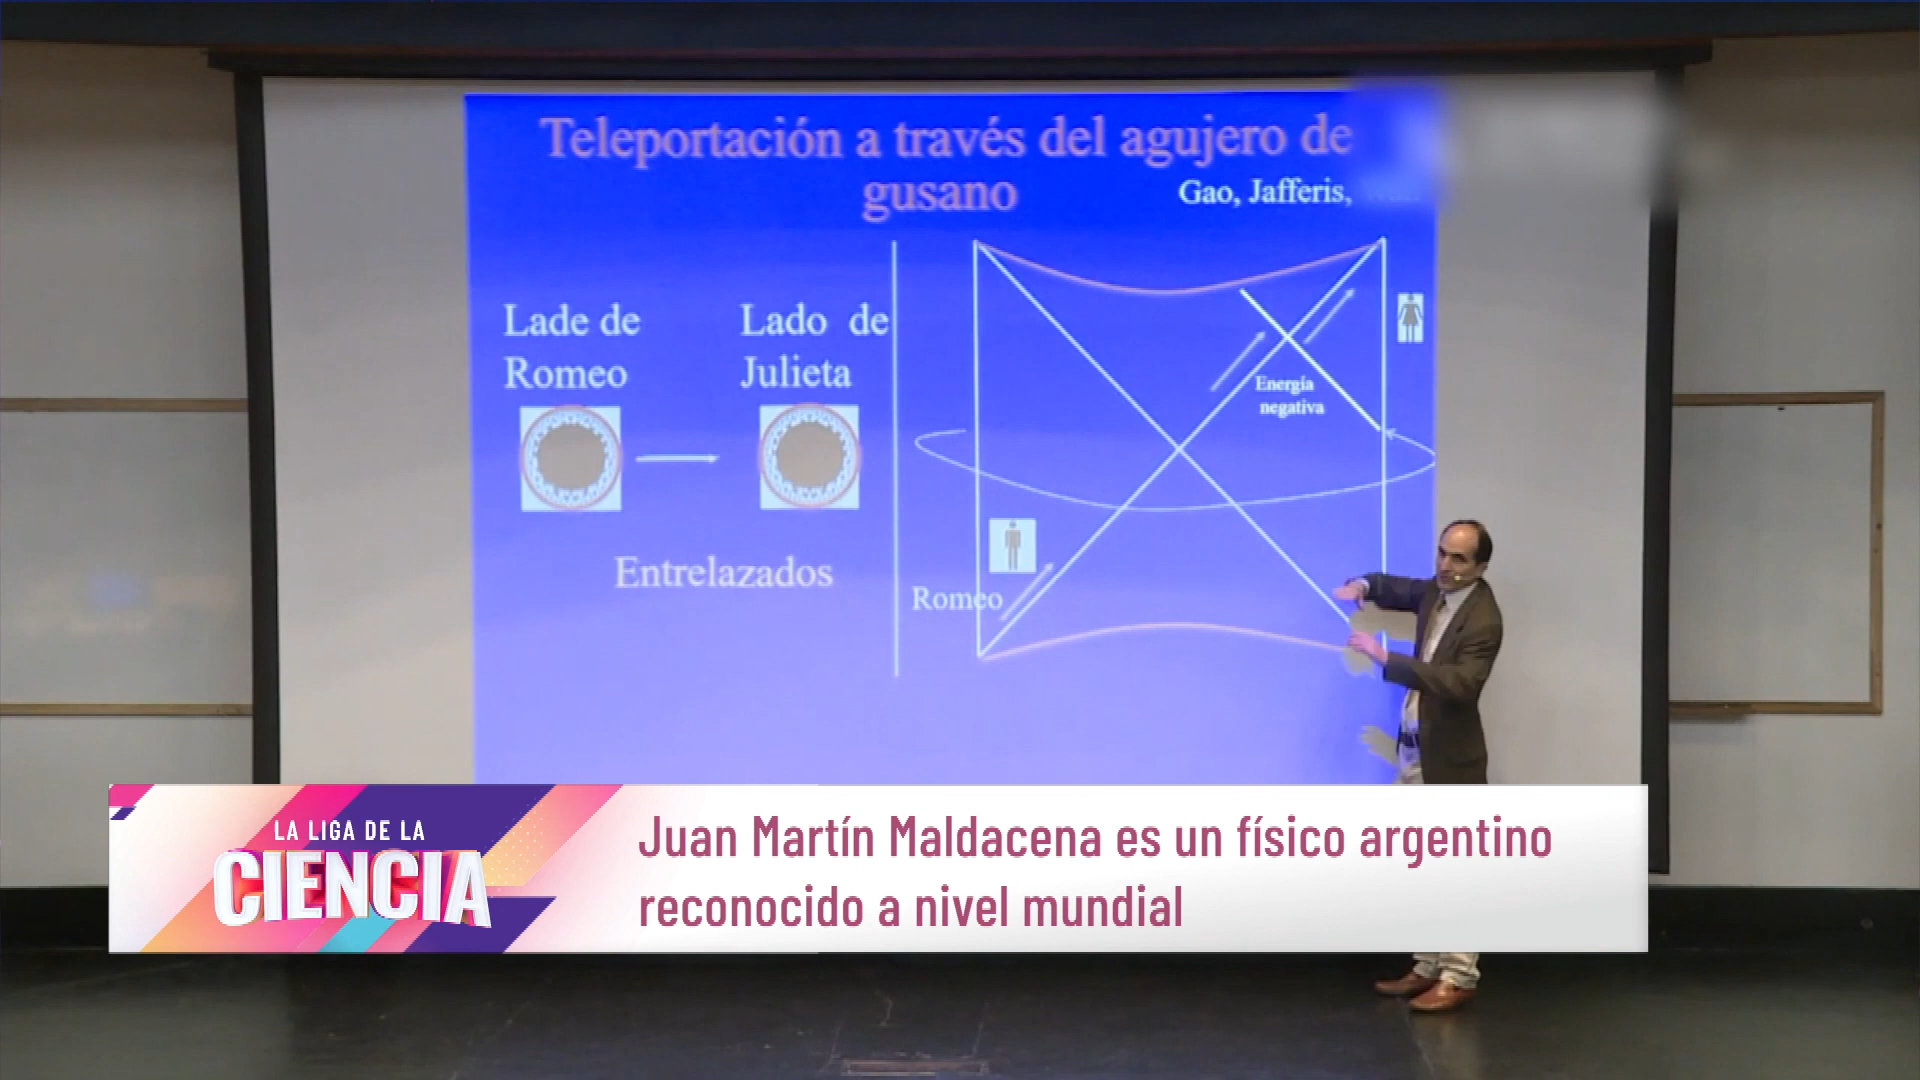 Teleportación a través del agujero de
gusano
Gao, Jafferis,
Lade de
Romeo
Lado de
Julieta
Entrelazados
Energía
negativa
Romeo
LA LIGA DE LA
CIENCIA
Juan Martín Maldacena es un físico argentino
reconocido a nivel mundial